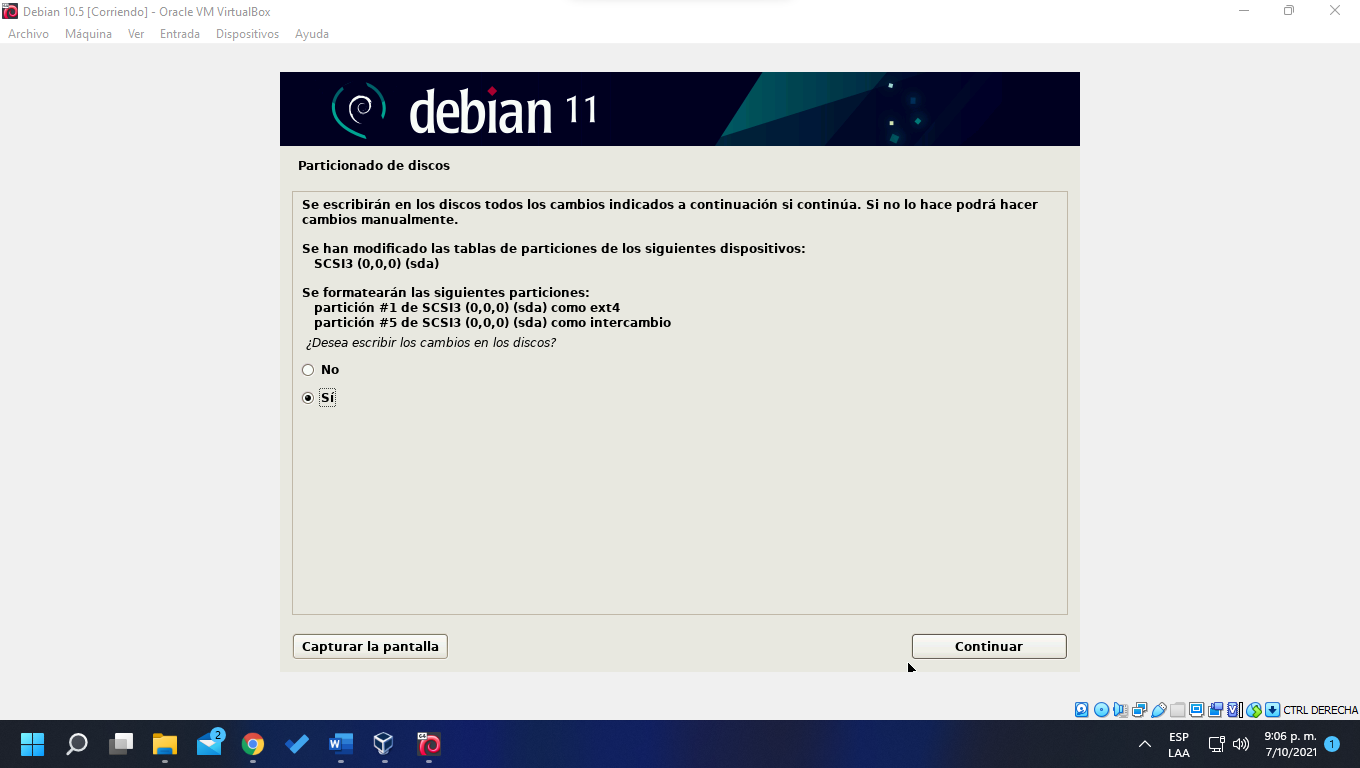 Debian 10.5 [Corriendo] - Oracle VM VirtualBox
Archivo Máquina Ver Entrada Dispositivos Ayuda
debian 11
Particionado de discos
Se escribirán en los discos todos los cambios indicados a continuación si continúa. Si no lo hace podrá hacer
cambios manualmente.
Se han modificado las tablas de particiones de los siguientes dispositivos:
SCSI3 (0,0,0) (sda)
Se formatearán las siguientes particiones:
partición #1 de SCSI3 (0,0,0) (sda) como ext4
partición #5 de SCSI3 (0,0,0) (sda) como intercambio
¿Desea escribir los cambios en los discos?
No
Sí
Capturar la pantalla
Continuar
CTRL DERECHA
2
W
64
ESP
LAA
9:06 p. m.
7/10/2021
1